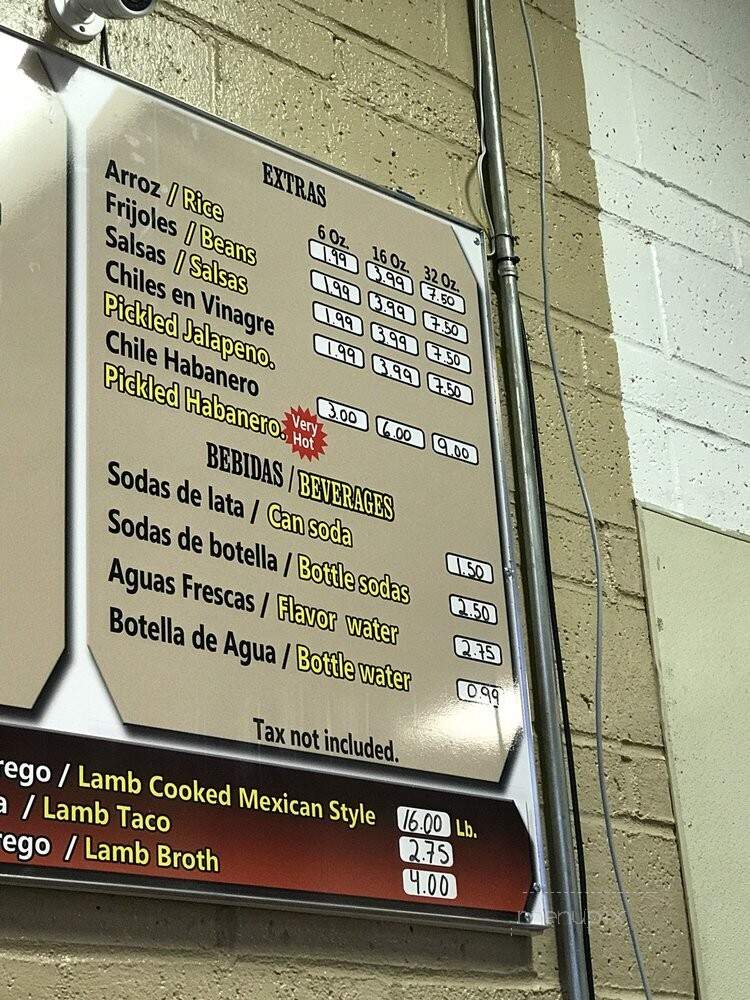 EXTRAS
6 Oz. 16 Oz. 32 Oz.
Arroz / Rice 1.99 3.99 7.50
Frijoles / Beans 1.99 3.99 7.50
Salsas / Salsas 1.99 3.99 7.50
Chiles en Vinagre 1.99 3.99 7.50
Pickled Jalapeno.
Chile Habanero
Pickled Habanero. Very Hot 3.00 6.00 9.00
BEBIDAS / BEVERAGES
Sodas de lata / Can soda 1.50
Sodas de botella / Bottle sodas 2.50
Aguas Frescas / Flavor water 2.75
Botella de Agua / Bottle water 0.99
Tax not included.
rego / Lamb Cooked Mexican Style 16.00 Lb.
a / Lamb Taco 2.75
rego / Lamb Broth 4.00